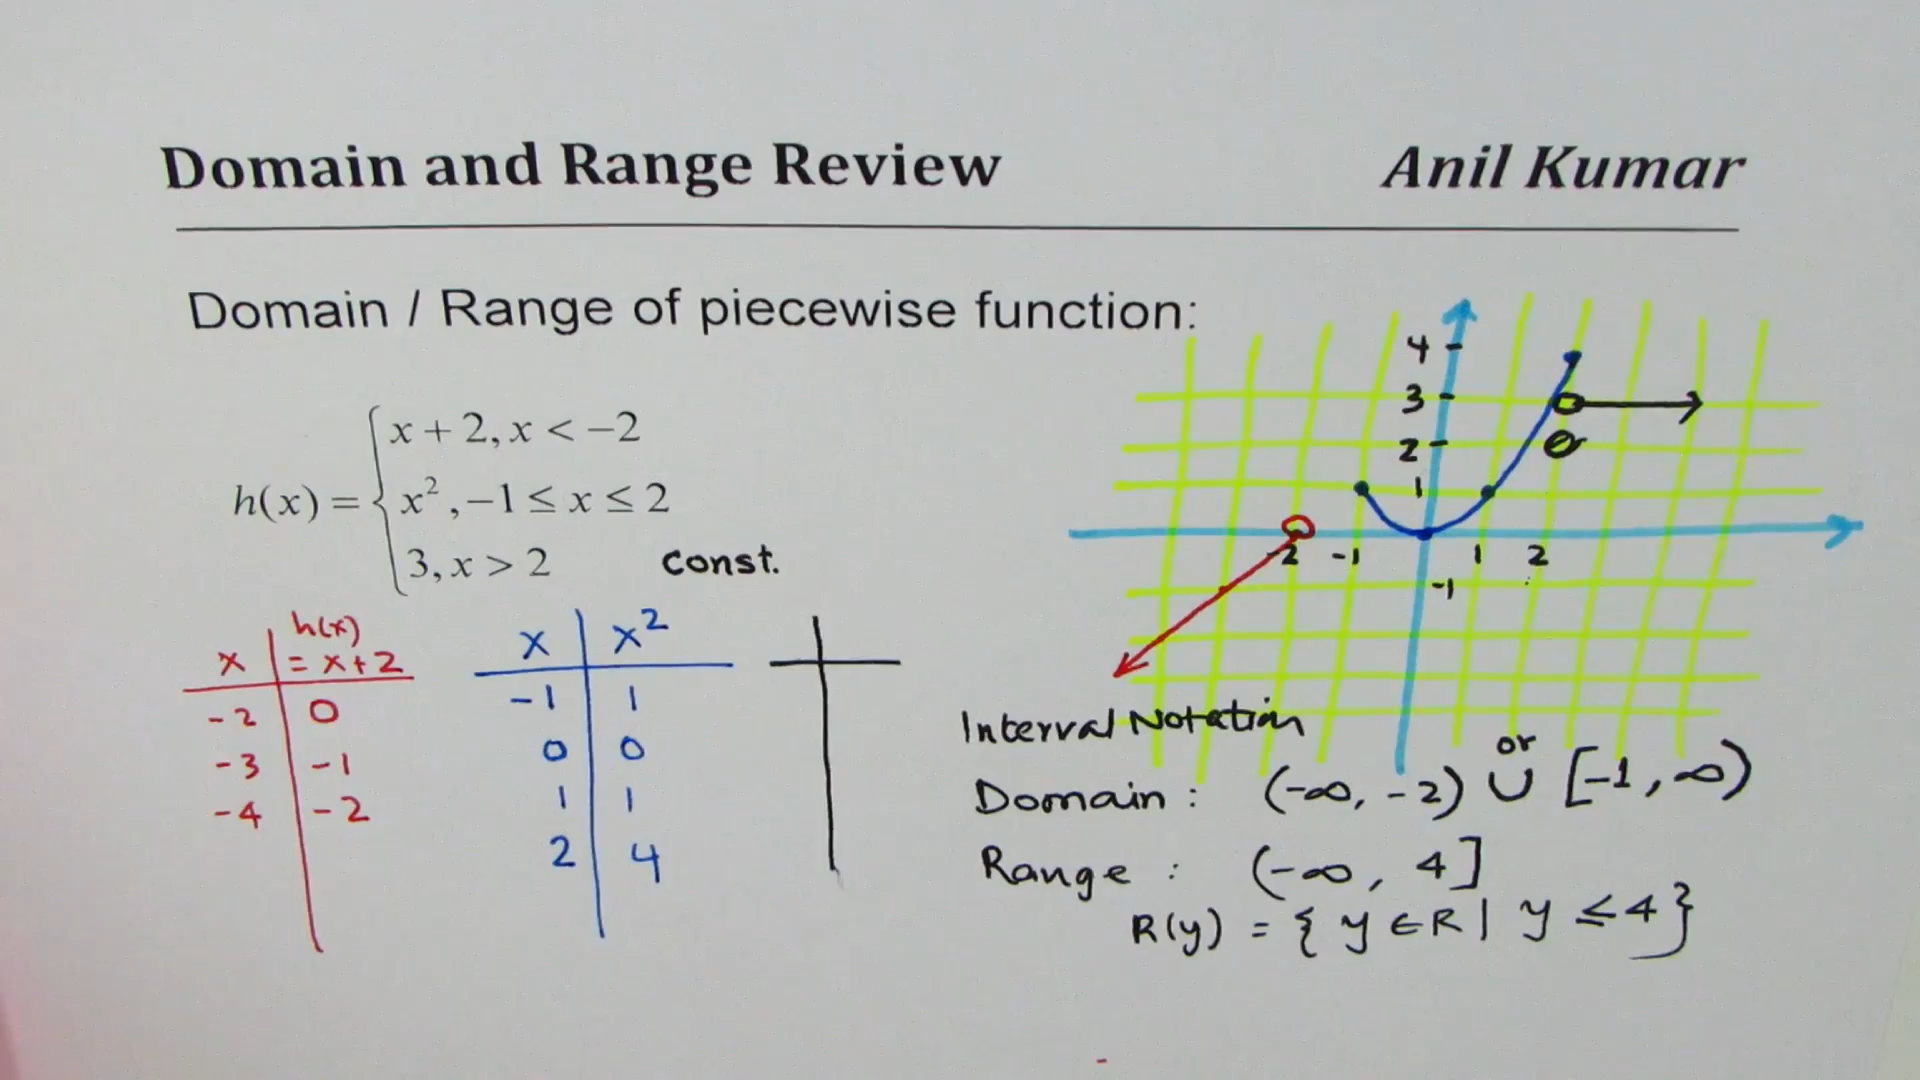 Domain and Range Review
Anil Kumar
Domain / Range of piecewise function:
h(x) = { x + 2, x < −2
x², −1 ≤ x ≤ 2
3, x > 2
Const.
x | h(x) = x+2
-2 | 0
-3 | -1
-4 | -2
x | x²
-1 | 1
0 | 0
1 | 1
2 | 4
4
3
2
1
-2 -1 1 2
-1
Interval Notation
Domain : (-∞, -2) or ∪ [-1, ∞)
Range : (-∞, 4]
R(y) = { y ∈ R | y ≤ 4 }